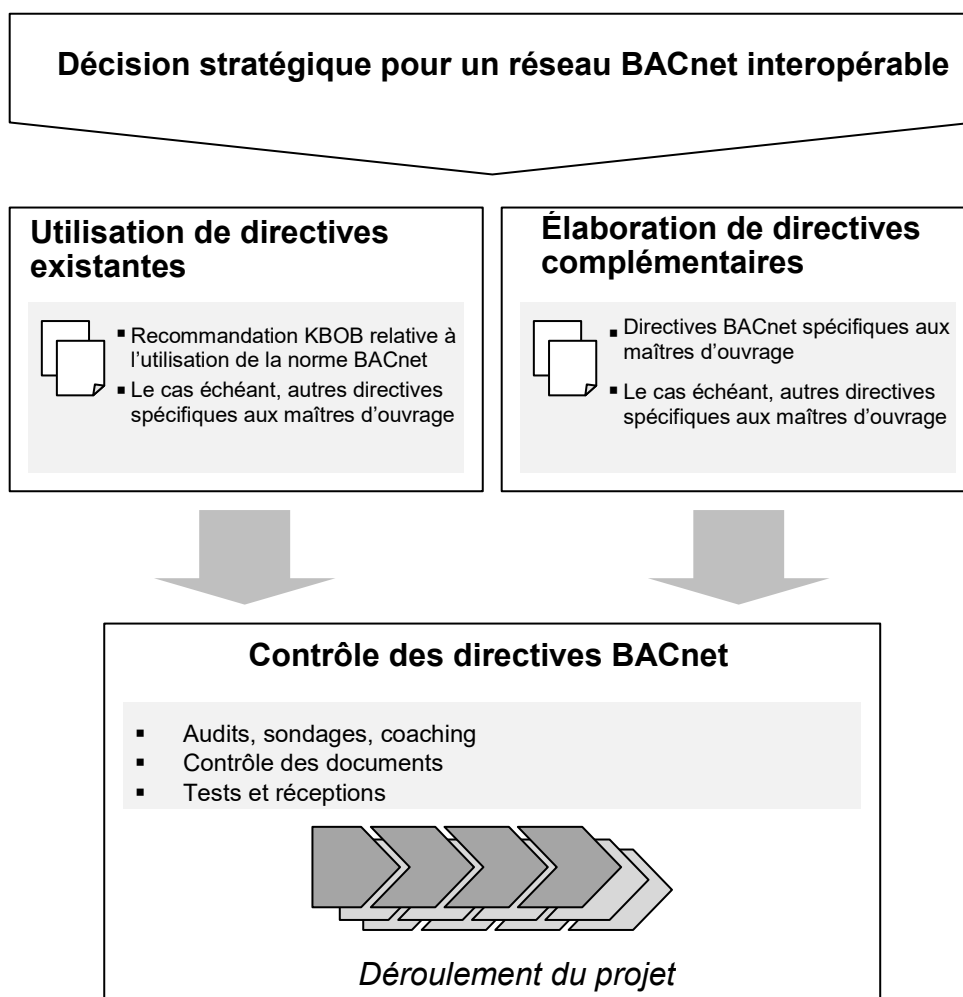 Décision stratégique pour un réseau BACnet interopérable
Utilisation de directives
existantes
▪ Recommandation KBOB relative à
l’utilisation de la norme BACnet
▪ Le cas échéant, autres directives
spécifiques aux maîtres d’ouvrage
Élaboration de directives
complémentaires
▪ Directives BACnet spécifiques aux
maîtres d’ouvrage
▪ Le cas échéant, autres directives
spécifiques aux maîtres d’ouvrage
Contrôle des directives BACnet
▪ Audits, sondages, coaching
▪ Contrôle des documents
▪ Tests et réceptions
Déroulement du projet